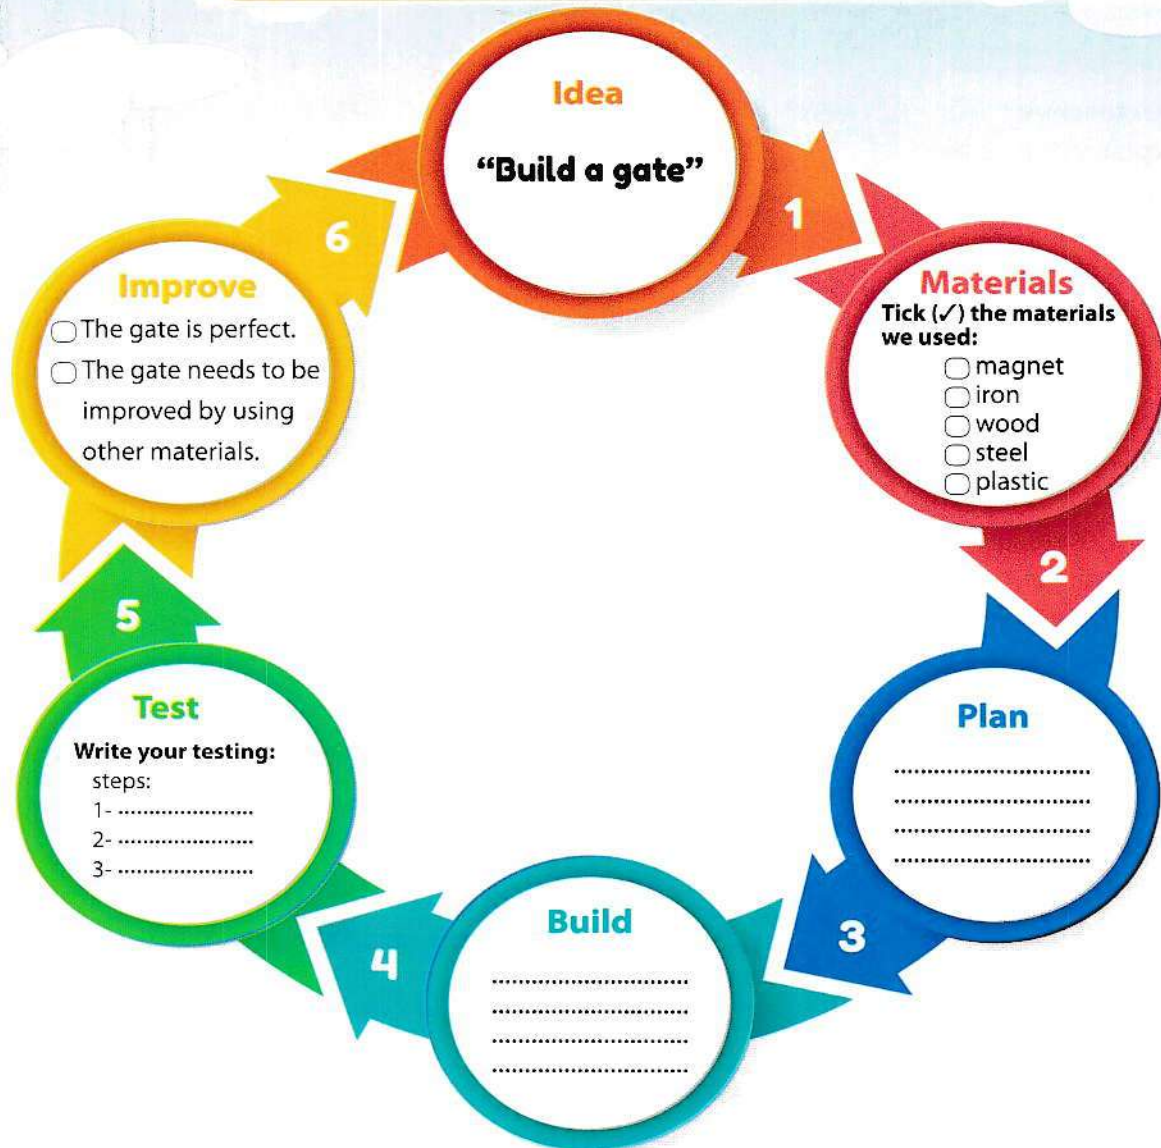 Idea
“Build a gate”
1
Materials
Tick (✓) the materials
we used:
magnet
iron
wood
steel
plastic
2
Plan
................................
................................
................................
................................
3
Build
................................
................................
................................
................................
4
Test
Write your testing:
steps:
1- ......................
2- ......................
3- ......................
5
Improve
The gate is perfect.
The gate needs to be
improved by using
other materials.
6